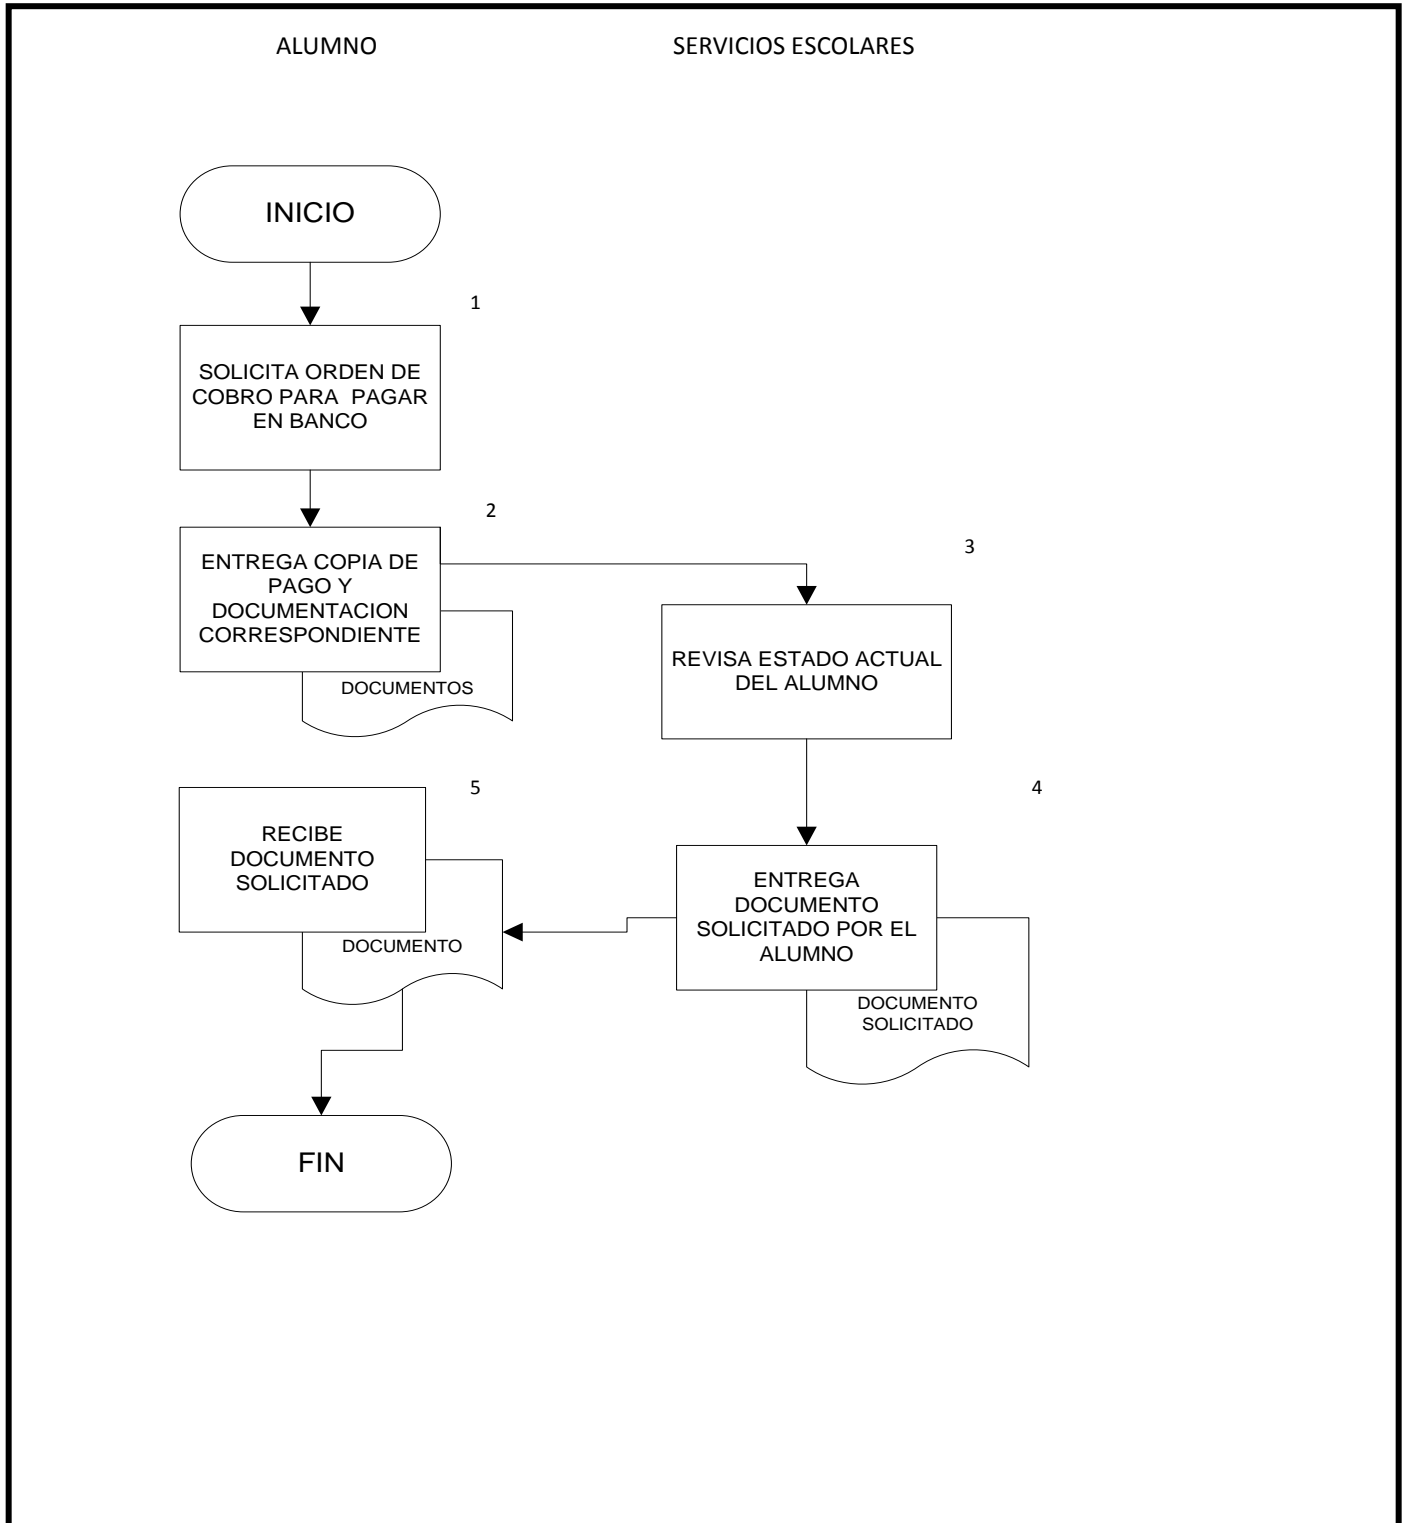 ALUMNO
SERVICIOS ESCOLARES
INICIO
1
SOLICITA ORDEN DE
COBRO PARA PAGAR
EN BANCO
2
ENTREGA COPIA DE
PAGO Y
DOCUMENTACION
CORRESPONDIENTE
DOCUMENTOS
3
REVISA ESTADO ACTUAL
DEL ALUMNO
4
ENTREGA
DOCUMENTO
SOLICITADO POR EL
ALUMNO
DOCUMENTO
SOLICITADO
5
RECIBE
DOCUMENTO
SOLICITADO
DOCUMENTO
FIN